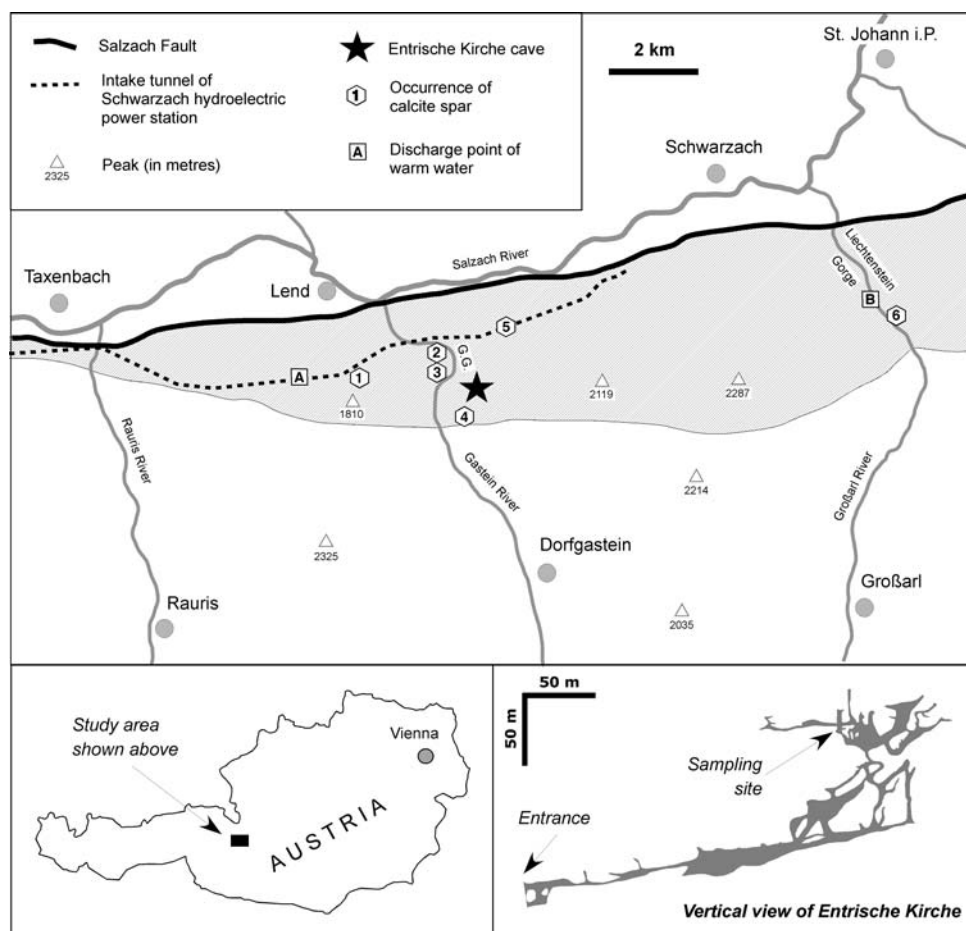 Salzach Fault
Intake tunnel of
Schwarzach hydroelectric
power station
2325
Peak (in metres)
Entrische Kirche cave
1
Occurrence of
calcite spar
A
Discharge point of
warm water
2 km
St. Johann i.P.
Schwarzach
Taxenbach
Lend
Salzach River
Liechtenstein
Gorge
B
6
5
2
3
G.G.
A
1
4
1810
2119
2287
Rauris River
Gastein River
Großarl River
2214
2325
Dorfgastein
Rauris
Großarl
2035
Study area
shown above
Vienna
AUSTRIA
50 m
50 m
Sampling
site
Entrance
Vertical view of Entrische Kirche